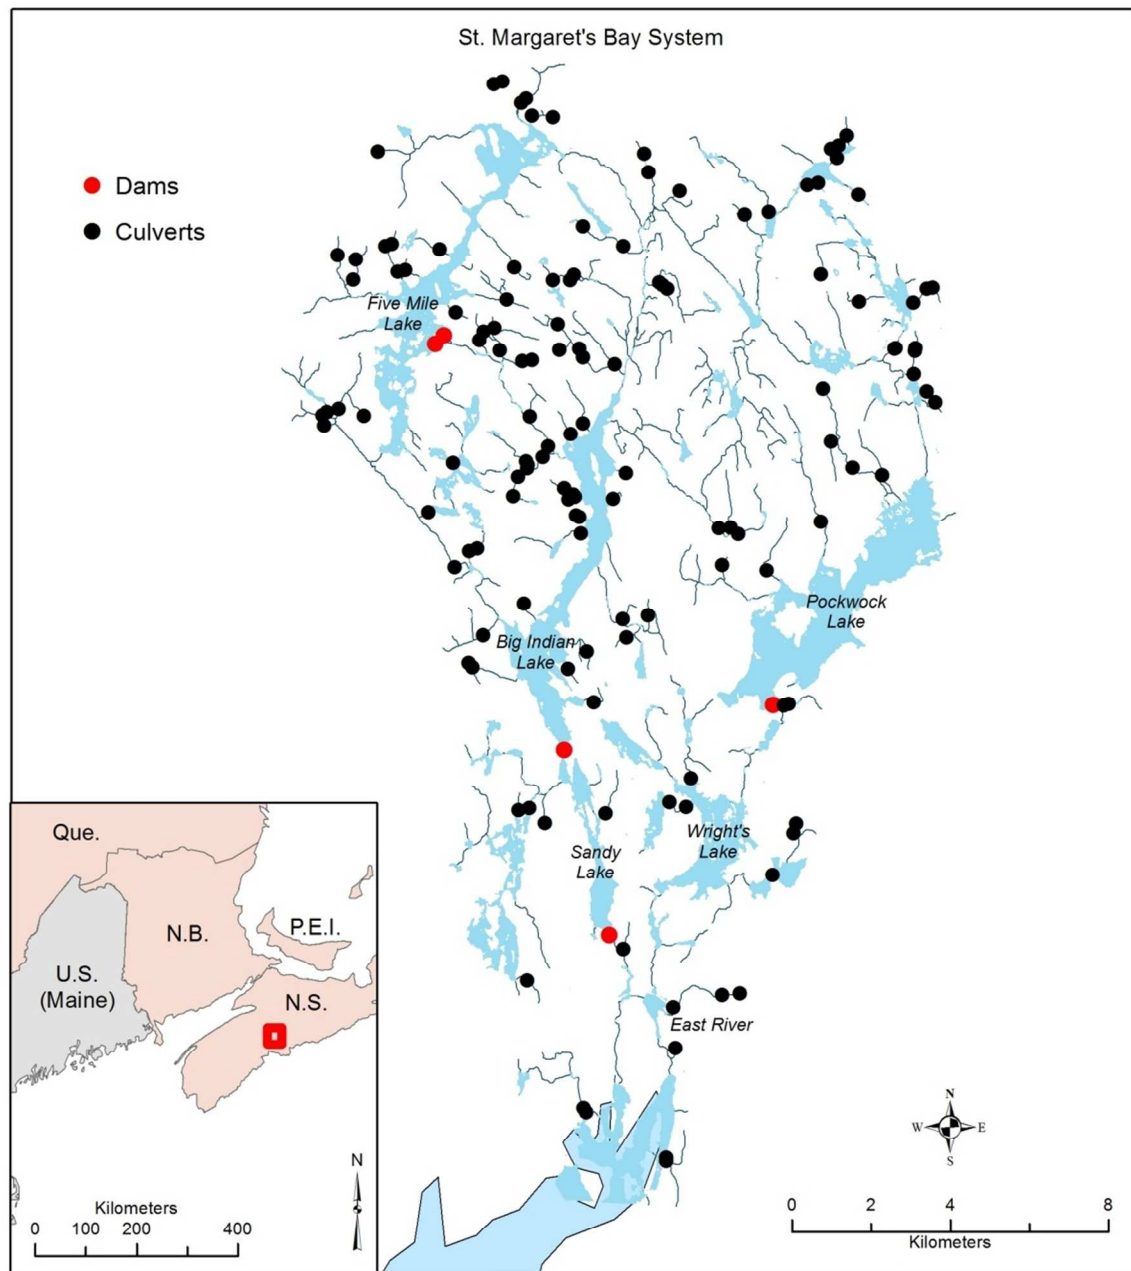 St. Margaret's Bay System
Dams
Culverts
Five Mile
Lake
Pockwock
Lake
Big Indian
Lake
Wright's
Lake
Sandy
Lake
East River
Que.
N.B.
P.E.I.
U.S.
(Maine)
N.S.
N
Kilometers
0 100 200 400
N
W E
S
0 2 4 8
Kilometers